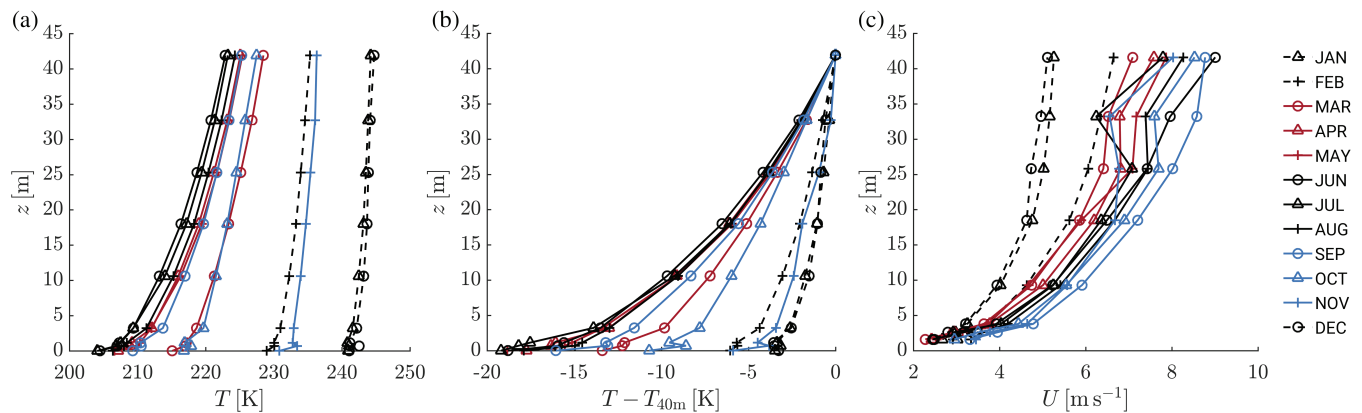 (a)
45
40
35
30
25
20
15
10
5
0
z [m]
200 210 220 230 240 250
T [K]
(b)
45
40
35
30
25
20
15
10
5
0
z [m]
-20 -15 -10 -5 0
T − T40m [K]
(c)
45
40
35
30
25
20
15
10
5
0
z [m]
2 4 6 8 10
U [m s−1]
JAN
FEB
MAR
APR
MAY
JUN
JUL
AUG
SEP
OCT
NOV
DEC